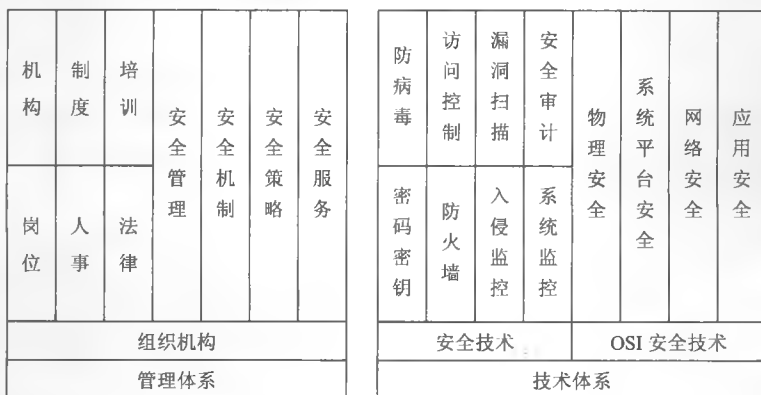 机构
制度
培训
岗位
人事
法律
安全管理
安全机制
安全策略
安全服务
组织机构
管理体系
防病毒
访问控制
漏洞扫描
安全审计
密码密钥
防火墙
入侵监控
系统监控
物理安全
系统平台安全
网络安全
应用安全
安全技术
OSI 安全技术
技术体系